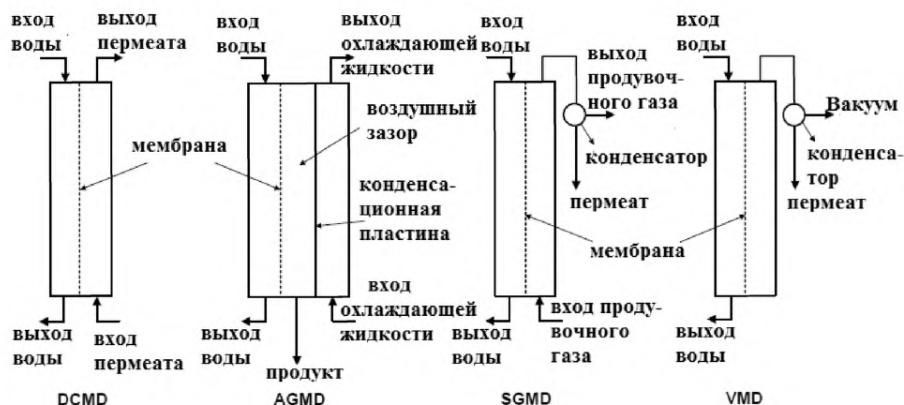 вход
воды
выход
пермеата
мембрана
выход
воды
вход
пермеата
DCMD
вход
воды
выход
охлаждающей
жидкости
воздушный
зазор
конденса-
ционная
пластина
вход
охлаждающей
жидкости
выход
воды
продукт
AGMD
вход
воды
выход
продувоч-
ного газа
конденсатор
пермеат
мембрана
выход
воды
вход проду-
вочного
газа
SGMD
вход
воды
Вакуум
конденса-
тор
пермеат
выход
воды
VMD